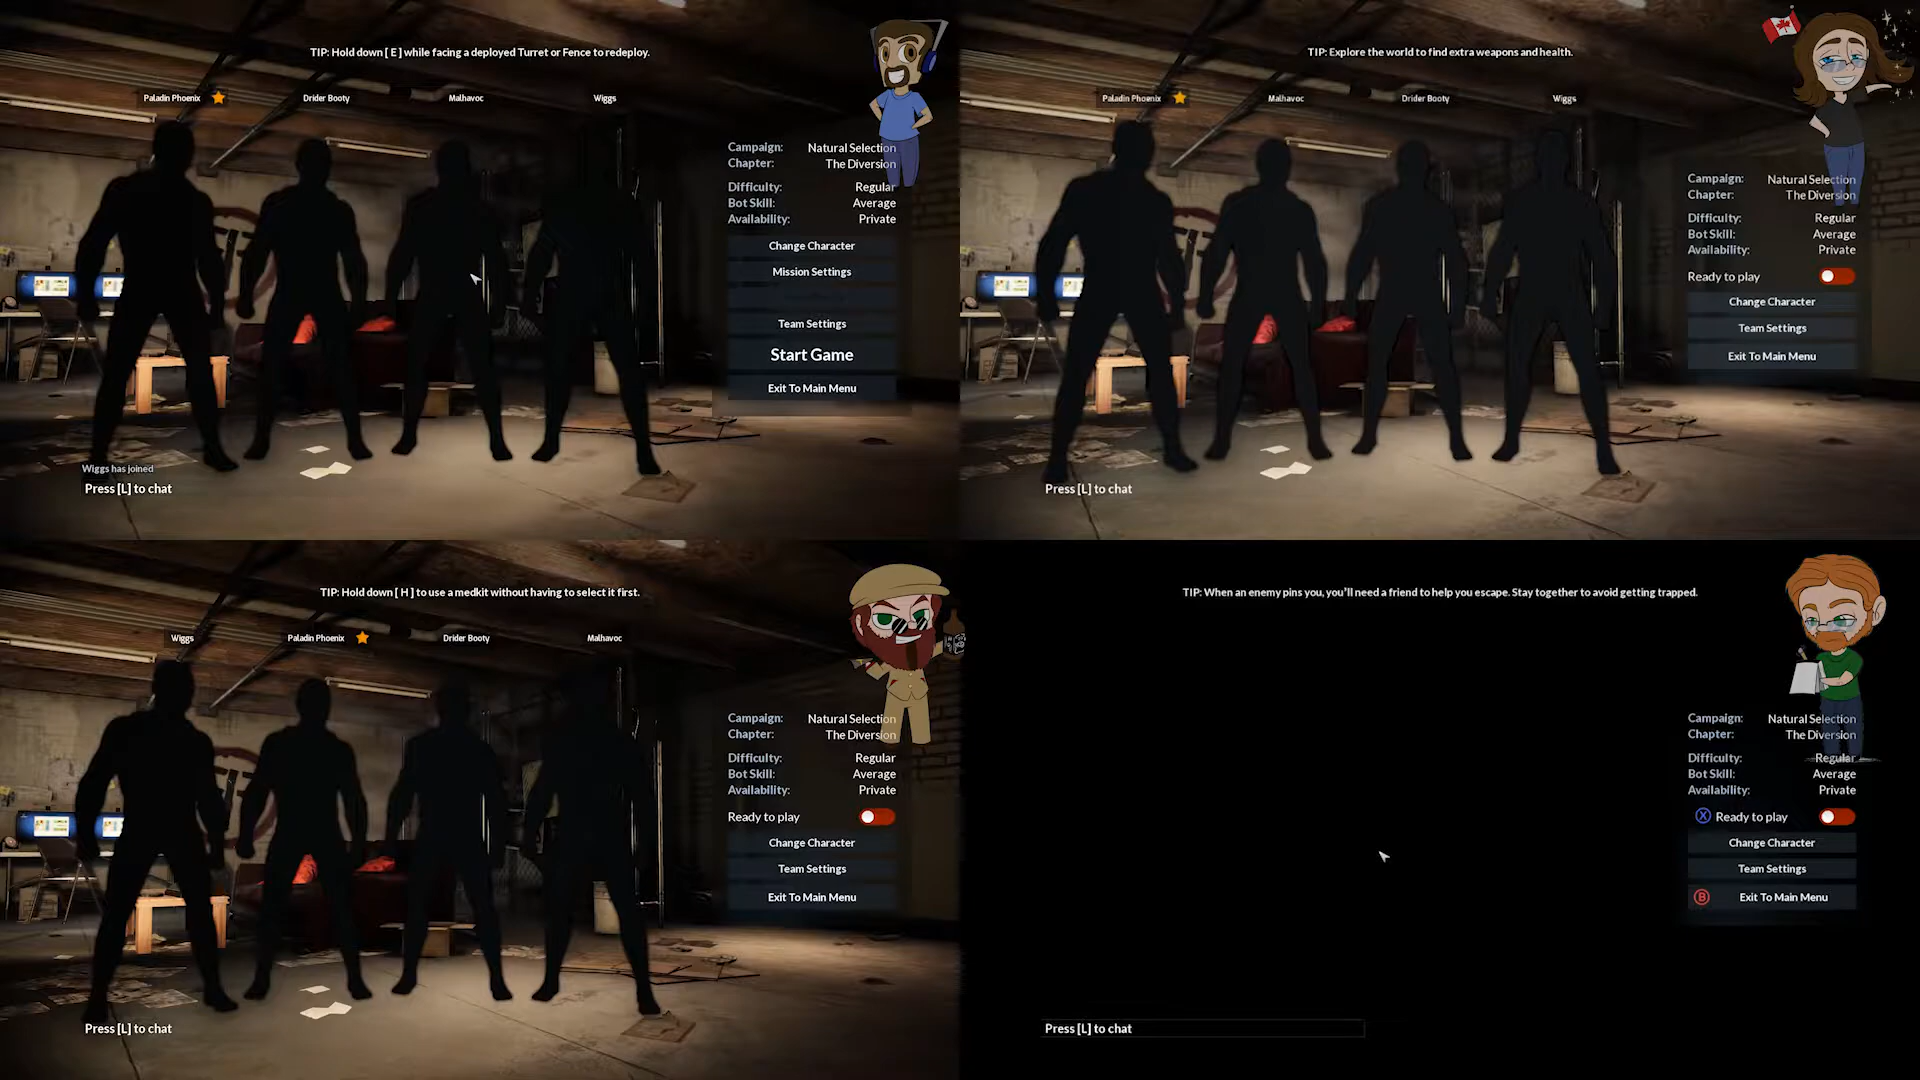 TIP: Hold down [ E ] while facing a deployed Turret or Fence to redeploy.
Paladin Phoenix
Drider Booty
Malhavoc
Wiggs
Campaign: Natural Selection
Chapter: The Diversion
Difficulty: Regular
Bot Skill: Average
Availability: Private
Change Character
Mission Settings
Team Settings
Start Game
Exit To Main Menu
Wiggs has joined
Press [L] to chat
TIP: Explore the world to find extra weapons and health.
Paladin Phoenix
Malhavoc
Drider Booty
Wiggs
Campaign: Natural Selection
Chapter: The Diversion
Difficulty: Regular
Bot Skill: Average
Availability: Private
Ready to play
Change Character
Team Settings
Exit To Main Menu
Press [L] to chat
TIP: Hold down [ H ] to use a medkit without having to select it first.
Wiggs
Paladin Phoenix
Drider Booty
Malhavoc
Campaign: Natural Selection
Chapter: The Diversion
Difficulty: Regular
Bot Skill: Average
Availability: Private
Ready to play
Change Character
Team Settings
Exit To Main Menu
Press [L] to chat
TIP: When an enemy pins you, you'll need a friend to help you escape. Stay together to avoid getting trapped.
Campaign: Natural Selection
Chapter: The Diversion
Difficulty: Regular
Bot Skill: Average
Availability: Private
X Ready to play
Change Character
Team Settings
B Exit To Main Menu
Press [L] to chat